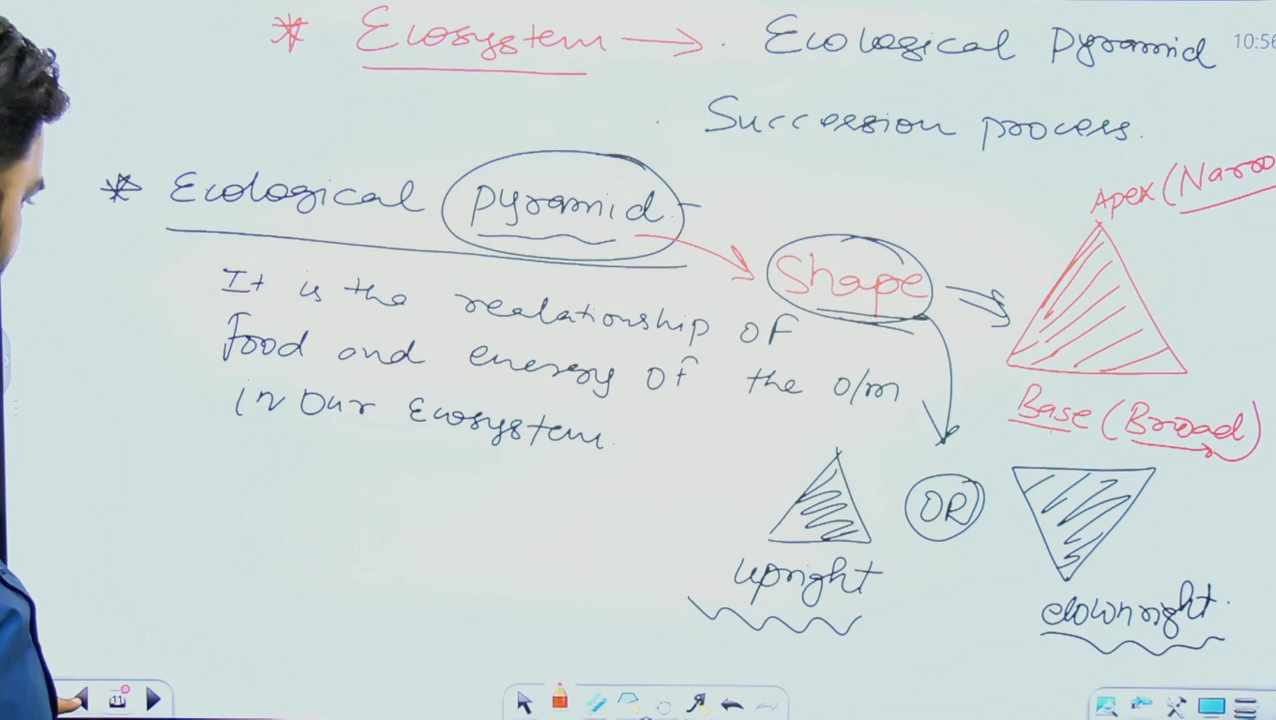 * Ecosystem → Ecological Pyramid
10:56
Succession process.
* Ecological Pyramid -
Apex (Narro
Shape
It is the realationship of
Food and energy of the o/m
in our Ecosystem.
Base (Broad)
OR
upright
downright.
11